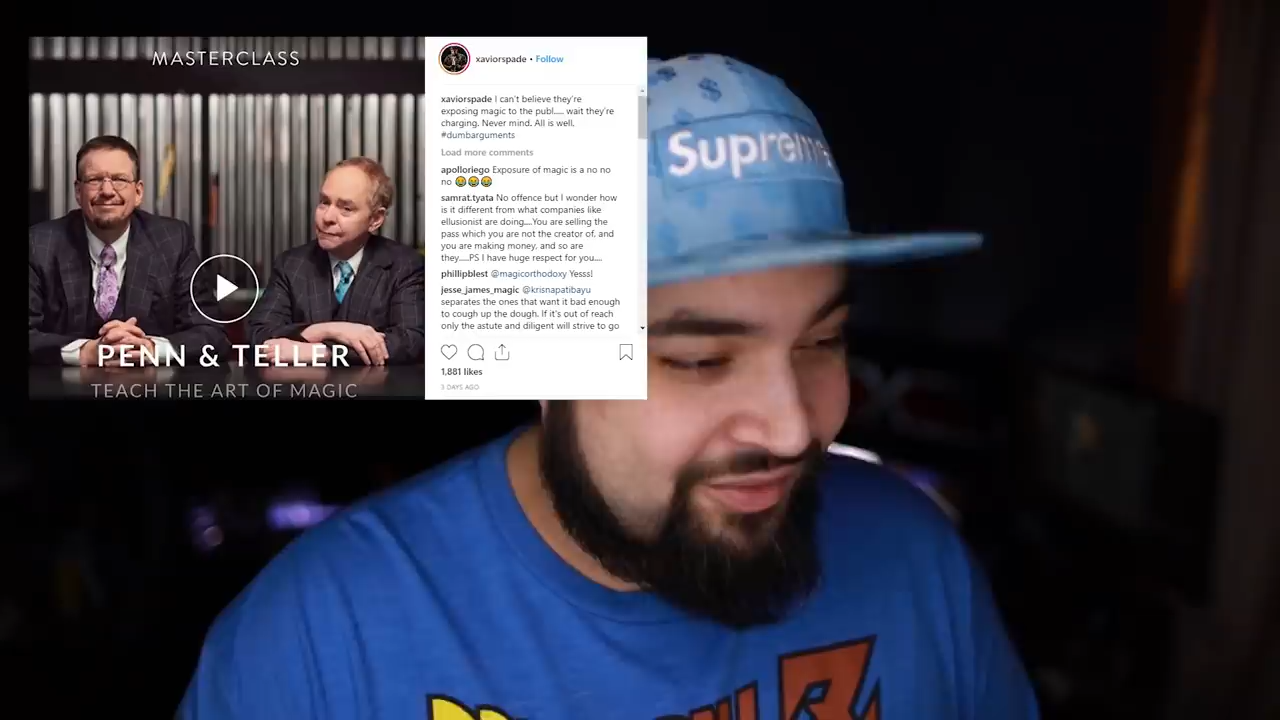 MASTERCLASS
PENN & TELLER
TEACH THE ART OF MAGIC
xaviorspade • Follow
xaviorspade I can't believe they're
exposing magic to the publ..... wait they're
charging. Never mind. All is well.
#dumbarguments
Load more comments
apolloriego Exposure of magic is a no no
no 😂😂😂
samrat.tyata No offence but I wonder how
is it different from what companies like
ellusionist are doing....You are selling the
pass which you are not the creator of, and
you are making money, and so are
they.....PS I have huge respect for you....
phillipblest @magicorthodoxy Yesss!
jesse_james_magic @krisnapatibayu
separates the ones that want it bad enough
to cough up the dough. If it's out of reach
only the astute and diligent will strive to go
1,881 likes
3 DAYS AGO
Supreme